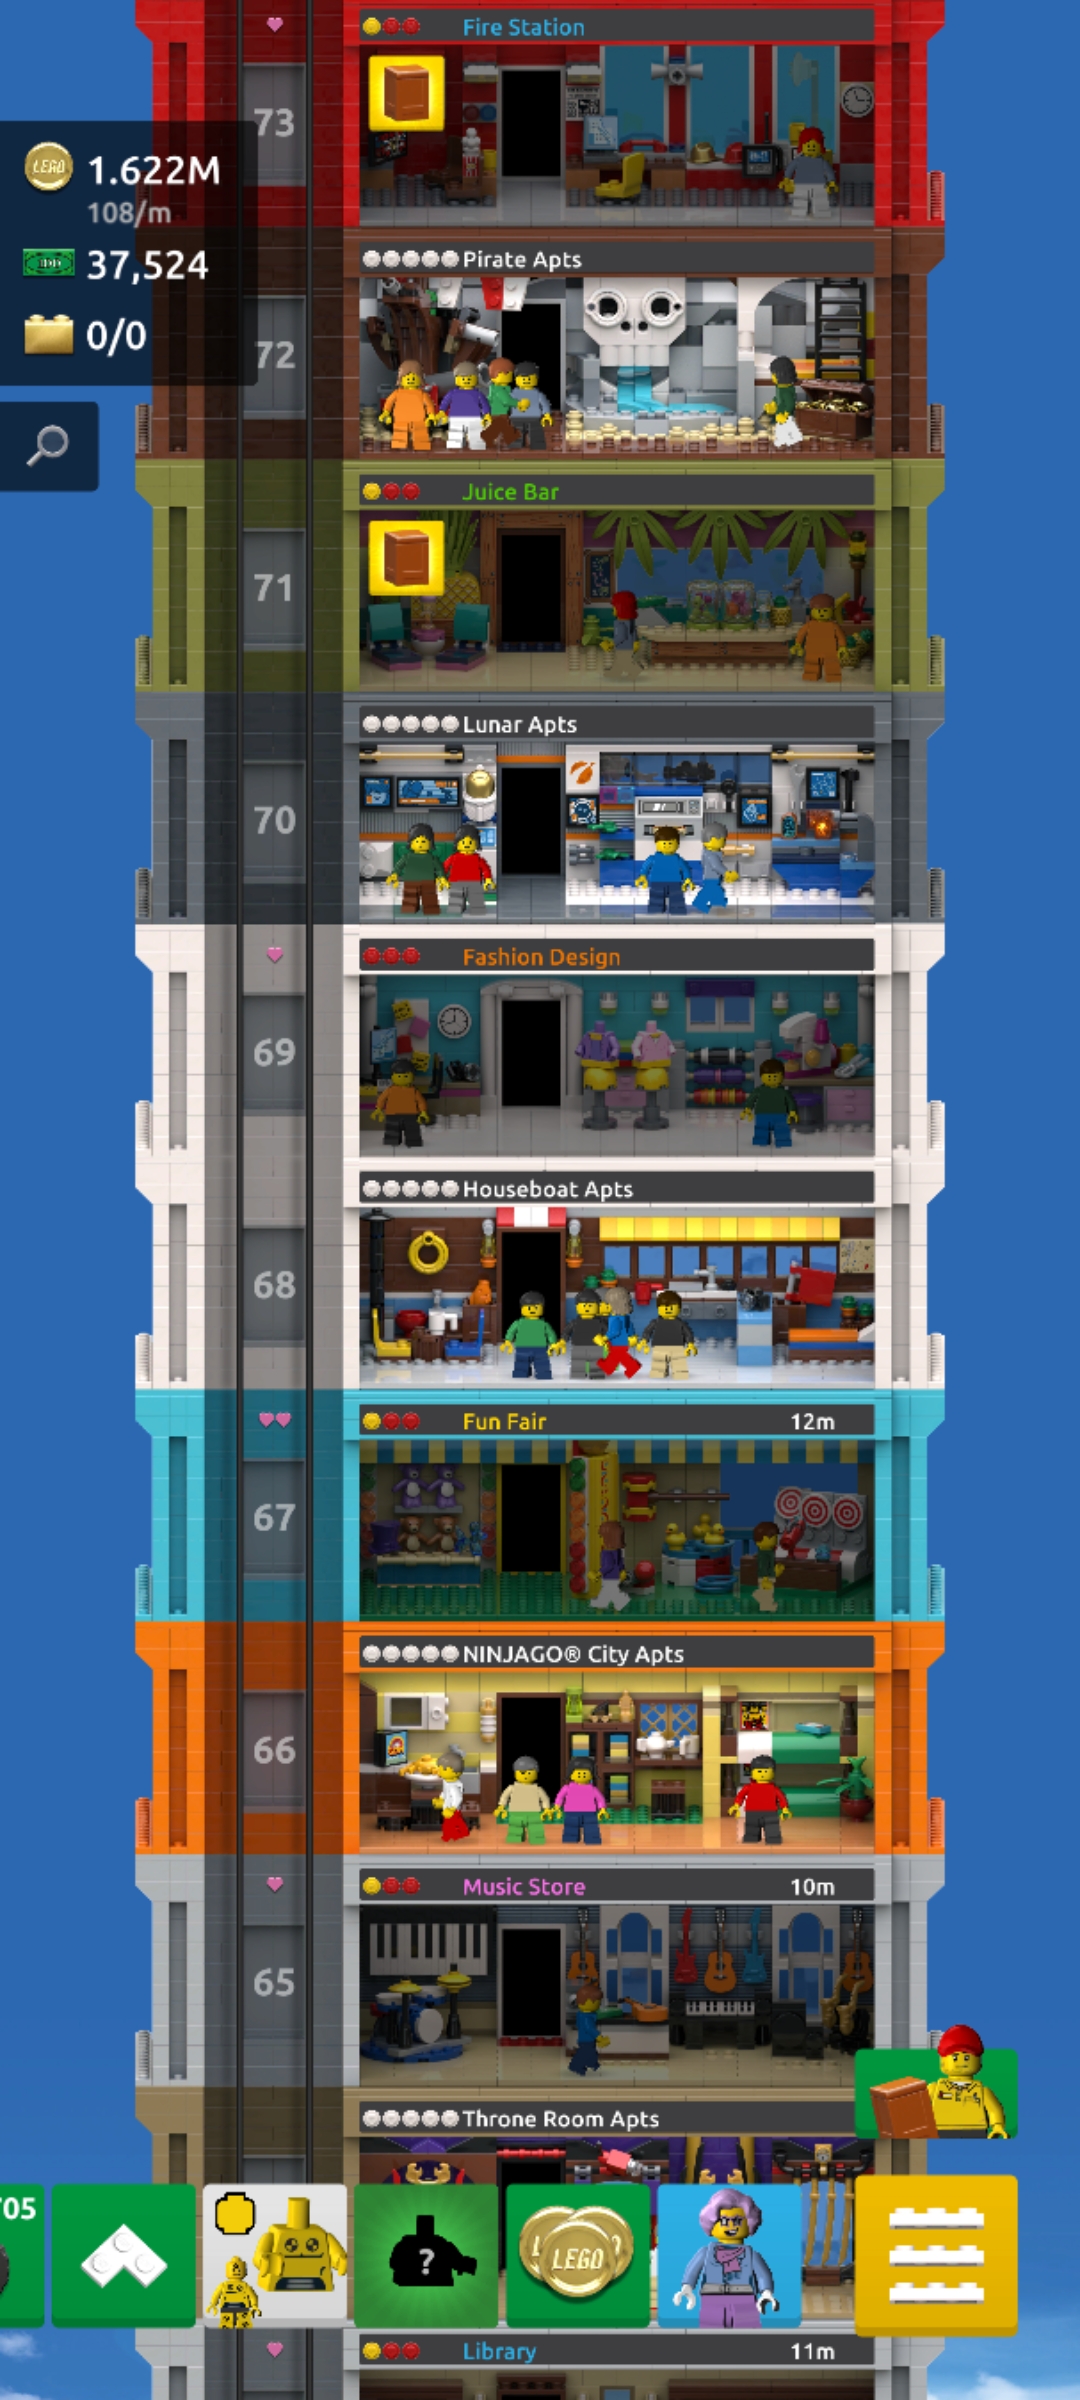 Fire Station
73
LEGO
1.622M
108/m
37,524
0/0
Pirate Apts
72
Juice Bar
71
Lunar Apts
70
Fashion Design
69
Houseboat Apts
68
Fun Fair 12m
67
NINJAGO® City Apts
66
Music Store 10m
65
Throne Room Apts
705
?
LEGO
Library 11m